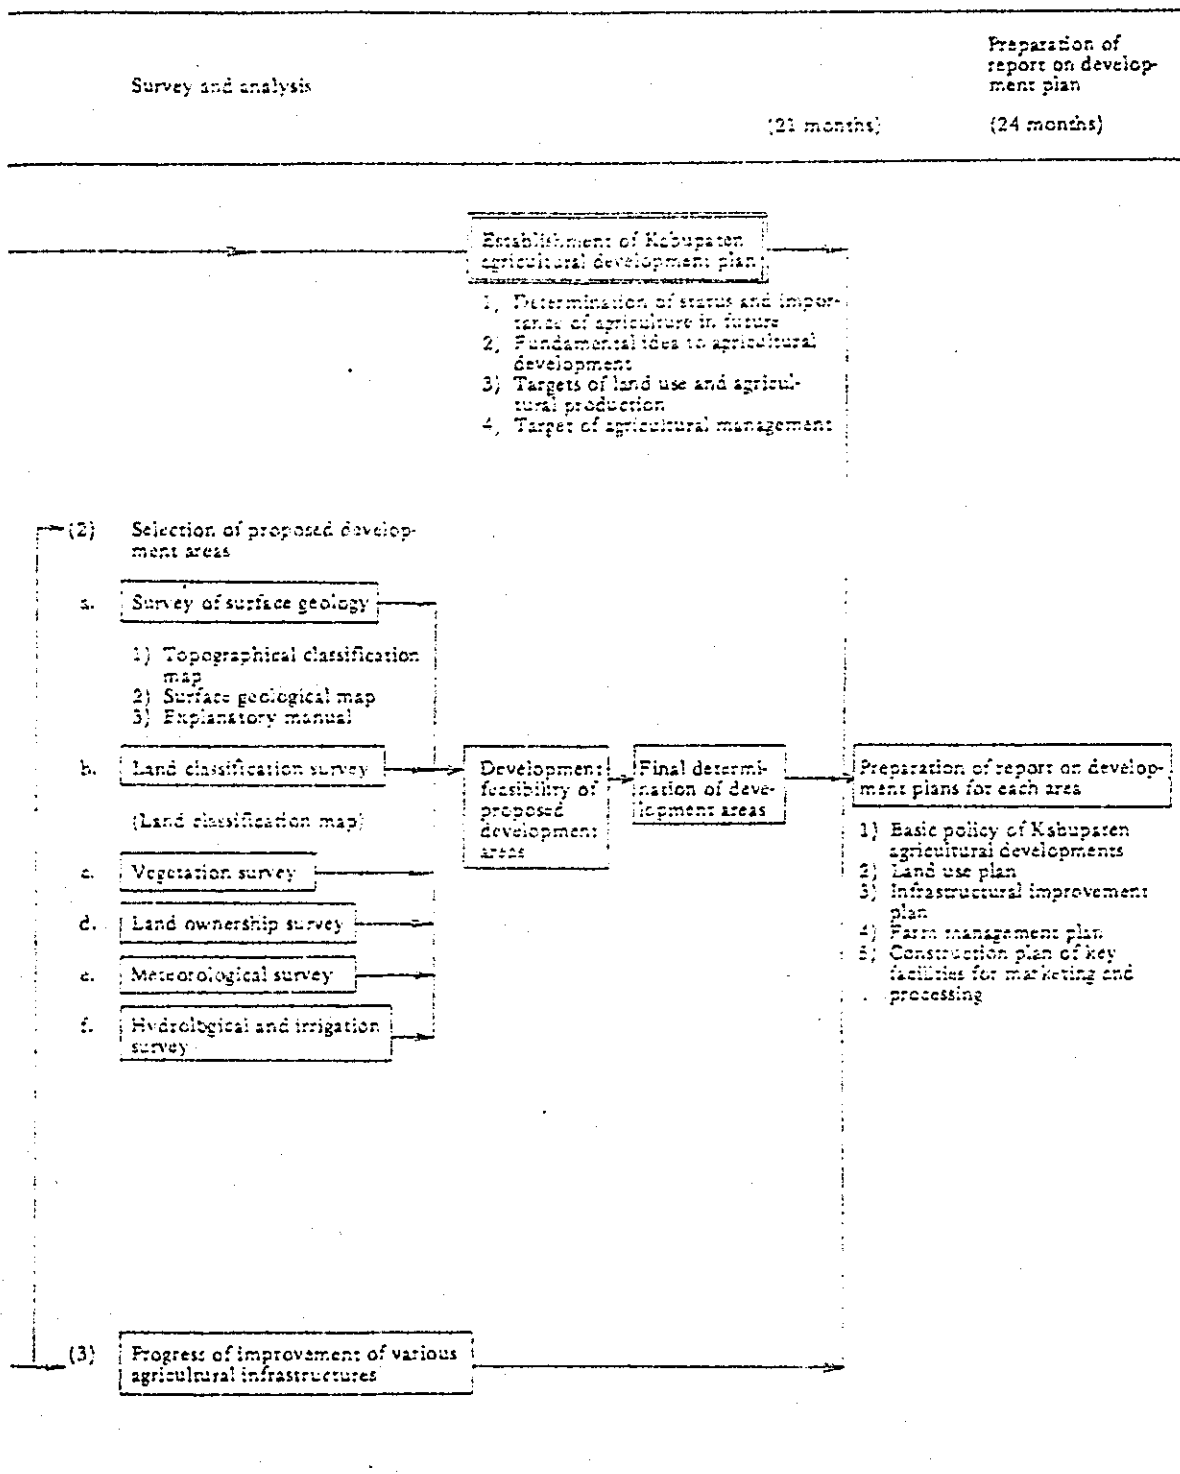 Survey and analysis
(21 months)
Preparation of
report on develop-
ment plan
(24 months)
Establishment of Kabupaten
agricultural development plan
1) Determination of status and impor-
tance of agriculture in future
2) Fundamental idea to agricultural
development
3) Targets of land use and agricul-
tural production
4) Target of agricultural management
(2) Selection of proposed develop-
ment areas
a. Survey of surface geology
1) Topographical classification
map
2) Surface geological map
3) Explanatory manual
b. Land classification survey
(Land classification map)
c. Vegetation survey
d. Land ownership survey
e. Meteorological survey
f. Hydrolbgical and irrigation
survey
Development
feasibility of
proposed
development
areas
Final determi-
nation of deve-
lopment areas
Preparation of report on develop-
ment plans for each area
1) Basic policy of Kabupaten
agricultural developments
2) Land use plan
3) Infrastructural improvement
plan
4) Farm management plan
5) Construction plan of key
facilities for marketing and
processing
(3) Progress of improvement of various
agricultural infrastructures